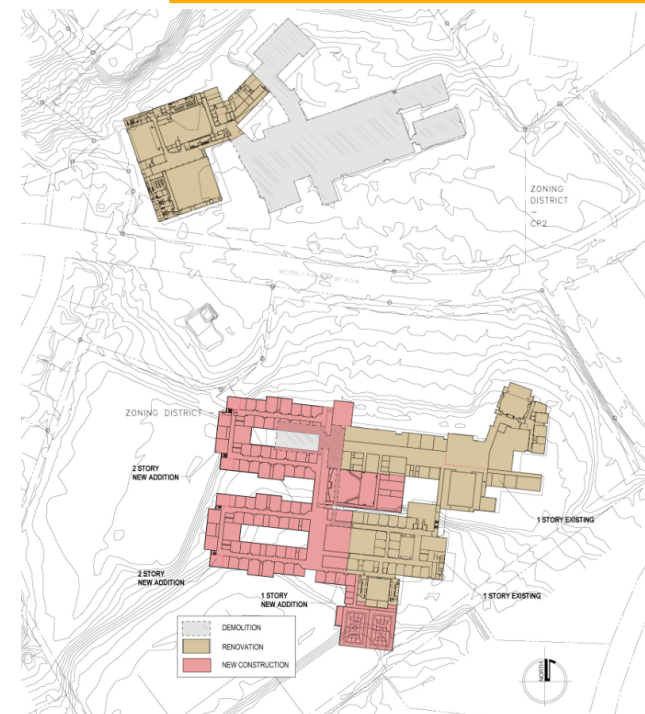 ZONING
DISTRICT
–
CP2
ZONING DISTRICT
2 STORY
NEW ADDITION
1 STORY EXISTING
2 STORY
NEW ADDITION
1 STORY
NEW ADDITION
1 STORY EXISTING
DEMOLITION
RENOVATION
NEW CONSTRUCTION
NORTH